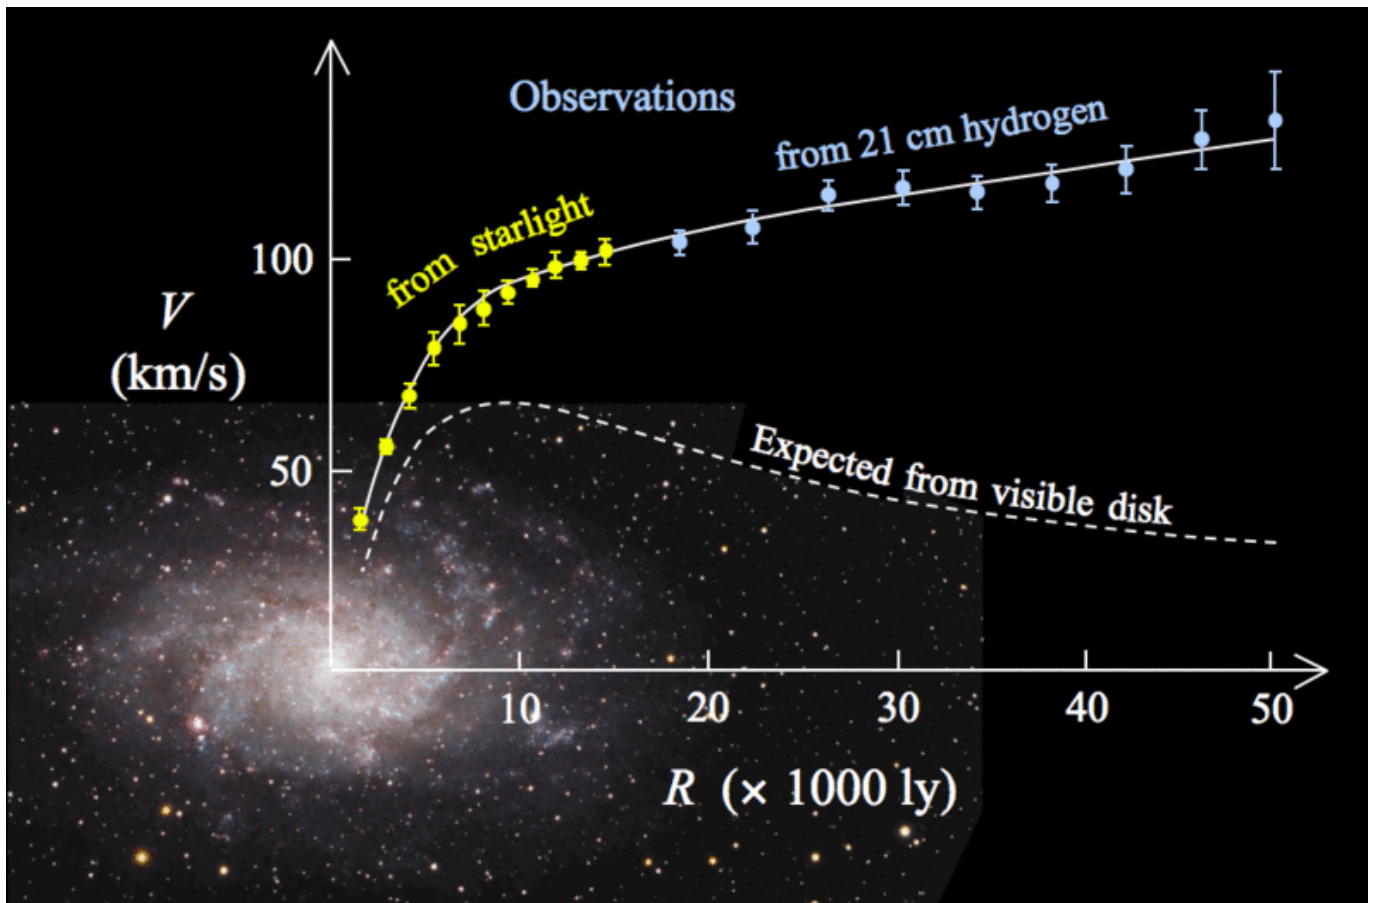 Observations
from 21 cm hydrogen
from starlight
100
V
(km/s)
50
Expected from visible disk
10 20 30 40 50
R (× 1000 ly)